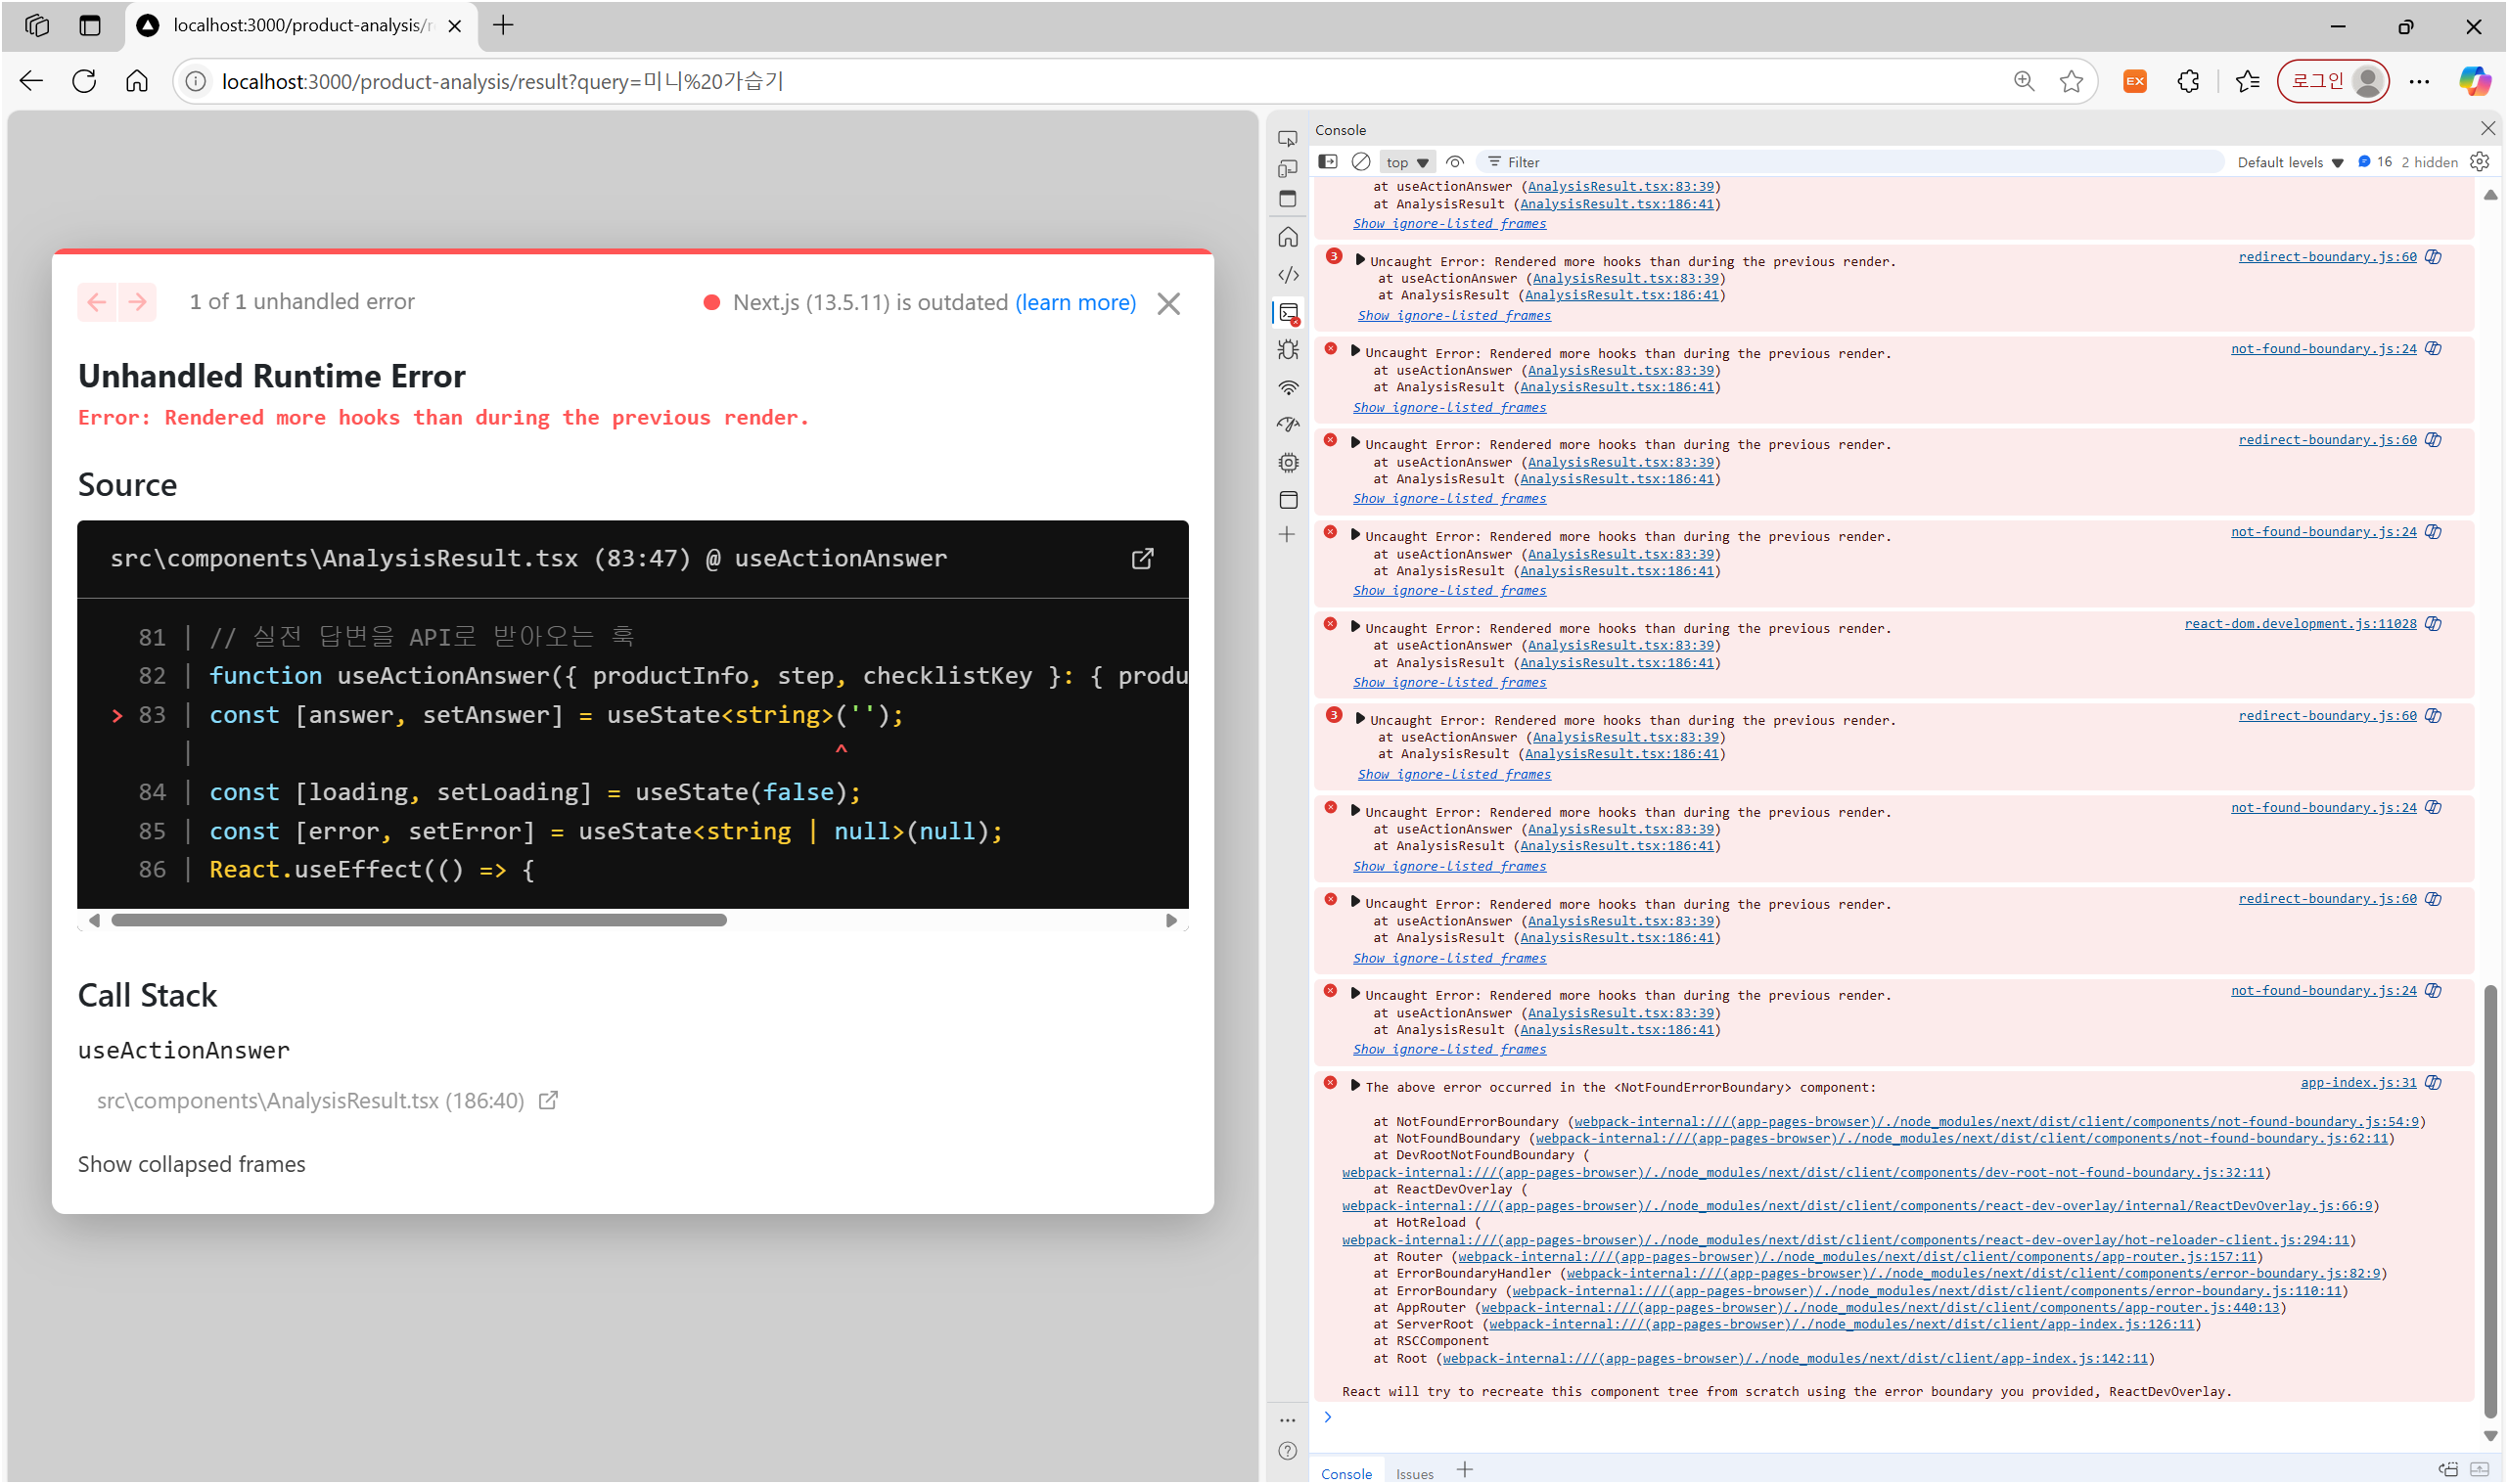 localhost:3000/product-analysis/r
localhost:3000/product-analysis/result?query=미니%20가습기
EX
로그인
1 of 1 unhandled error
Next.js (13.5.11) is outdated (learn more)
Unhandled Runtime Error
Error: Rendered more hooks than during the previous render.
Source
src\components\AnalysisResult.tsx (83:47) @ useActionAnswer
81 | // 실전 답변을 API로 받아오는 훅
82 | function useActionAnswer({ productInfo, step, checklistKey }: { produ
> 83 | const [answer, setAnswer] = useState<string>('');
| ^
84 | const [loading, setLoading] = useState(false);
85 | const [error, setError] = useState<string | null>(null);
86 | React.useEffect(() => {
Call Stack
useActionAnswer
src\components\AnalysisResult.tsx (186:40)
Show collapsed frames
Console
top
Filter
Default levels
16
2 hidden
at useActionAnswer (AnalysisResult.tsx:83:39)
at AnalysisResult (AnalysisResult.tsx:186:41)
Show ignore-listed frames
3 Uncaught Error: Rendered more hooks than during the previous render. redirect-boundary.js:60
at useActionAnswer (AnalysisResult.tsx:83:39)
at AnalysisResult (AnalysisResult.tsx:186:41)
Show ignore-listed frames
Uncaught Error: Rendered more hooks than during the previous render. not-found-boundary.js:24
at useActionAnswer (AnalysisResult.tsx:83:39)
at AnalysisResult (AnalysisResult.tsx:186:41)
Show ignore-listed frames
Uncaught Error: Rendered more hooks than during the previous render. redirect-boundary.js:60
at useActionAnswer (AnalysisResult.tsx:83:39)
at AnalysisResult (AnalysisResult.tsx:186:41)
Show ignore-listed frames
Uncaught Error: Rendered more hooks than during the previous render. not-found-boundary.js:24
at useActionAnswer (AnalysisResult.tsx:83:39)
at AnalysisResult (AnalysisResult.tsx:186:41)
Show ignore-listed frames
Uncaught Error: Rendered more hooks than during the previous render. react-dom.development.js:11028
at useActionAnswer (AnalysisResult.tsx:83:39)
at AnalysisResult (AnalysisResult.tsx:186:41)
Show ignore-listed frames
3 Uncaught Error: Rendered more hooks than during the previous render. redirect-boundary.js:60
at useActionAnswer (AnalysisResult.tsx:83:39)
at AnalysisResult (AnalysisResult.tsx:186:41)
Show ignore-listed frames
Uncaught Error: Rendered more hooks than during the previous render. not-found-boundary.js:24
at useActionAnswer (AnalysisResult.tsx:83:39)
at AnalysisResult (AnalysisResult.tsx:186:41)
Show ignore-listed frames
Uncaught Error: Rendered more hooks than during the previous render. redirect-boundary.js:60
at useActionAnswer (AnalysisResult.tsx:83:39)
at AnalysisResult (AnalysisResult.tsx:186:41)
Show ignore-listed frames
Uncaught Error: Rendered more hooks than during the previous render. not-found-boundary.js:24
at useActionAnswer (AnalysisResult.tsx:83:39)
at AnalysisResult (AnalysisResult.tsx:186:41)
Show ignore-listed frames
The above error occurred in the <NotFoundErrorBoundary> component: app-index.js:31
at NotFoundErrorBoundary (webpack-internal:///(app-pages-browser)/./node_modules/next/dist/client/components/not-found-boundary.js:54:9)
at NotFoundBoundary (webpack-internal:///(app-pages-browser)/./node_modules/next/dist/client/components/not-found-boundary.js:62:11)
at DevRootNotFoundBoundary (
webpack-internal:///(app-pages-browser)/./node_modules/next/dist/client/components/dev-root-not-found-boundary.js:32:11)
at ReactDevOverlay (
webpack-internal:///(app-pages-browser)/./node_modules/next/dist/client/components/react-dev-overlay/internal/ReactDevOverlay.js:66:9)
at HotReload (
webpack-internal:///(app-pages-browser)/./node_modules/next/dist/client/components/react-dev-overlay/hot-reloader-client.js:294:11)
at Router (webpack-internal:///(app-pages-browser)/./node_modules/next/dist/client/components/app-router.js:157:11)
at ErrorBoundaryHandler (webpack-internal:///(app-pages-browser)/./node_modules/next/dist/client/components/error-boundary.js:82:9)
at ErrorBoundary (webpack-internal:///(app-pages-browser)/./node_modules/next/dist/client/components/error-boundary.js:110:11)
at AppRouter (webpack-internal:///(app-pages-browser)/./node_modules/next/dist/client/components/app-router.js:440:13)
at ServerRoot (webpack-internal:///(app-pages-browser)/./node_modules/next/dist/client/app-index.js:126:11)
at RSCComponent
at Root (webpack-internal:///(app-pages-browser)/./node_modules/next/dist/client/app-index.js:142:11)
React will try to recreate this component tree from scratch using the error boundary you provided, ReactDevOverlay.
Console
Issues